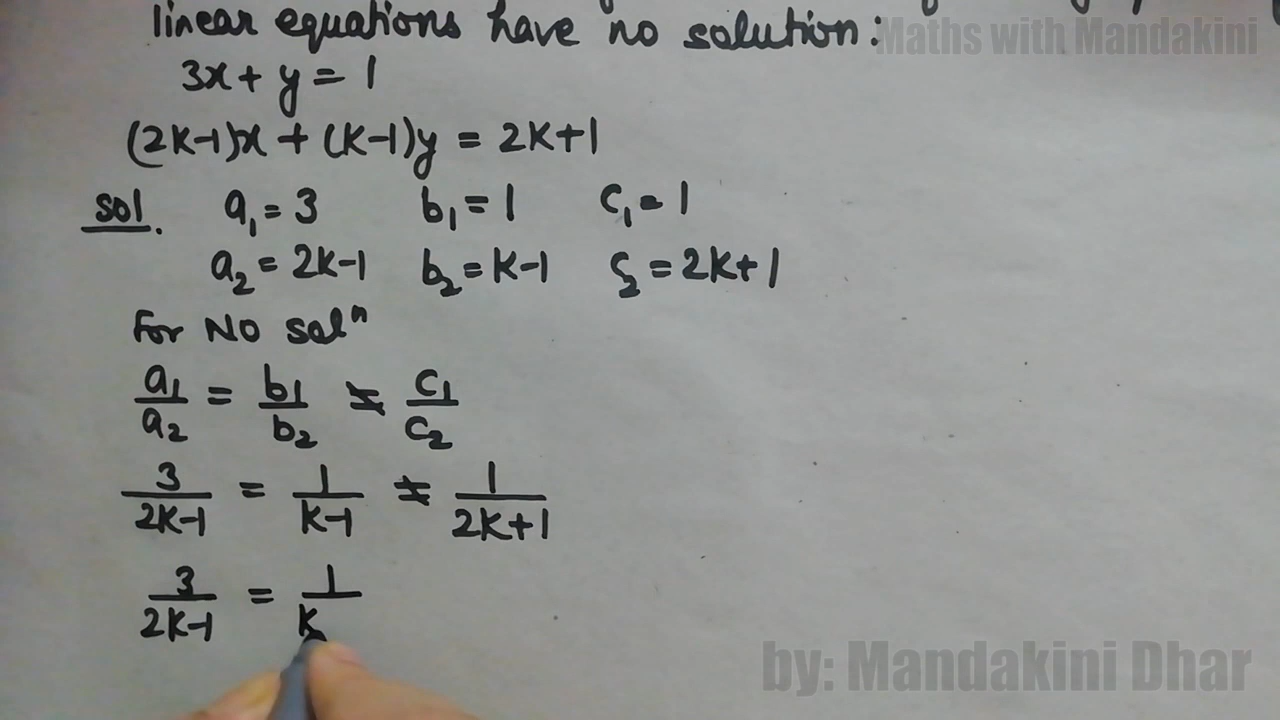 linear equations have no solution:
Maths with Mandakini
3x + y = 1
(2K-1)x + (K-1)y = 2K+1
Sol. a₁ = 3 b₁ = 1 c₁ = 1
a₂ = 2K-1 b₂ = K-1 c₂ = 2K+1
For NO solⁿ
a₁/a₂ = b₁/b₂ ≠ c₁/c₂
3/(2K-1) = 1/(K-1) ≠ 1/(2K+1)
3/(2K-1) = 1/K
by: Mandakini Dhar